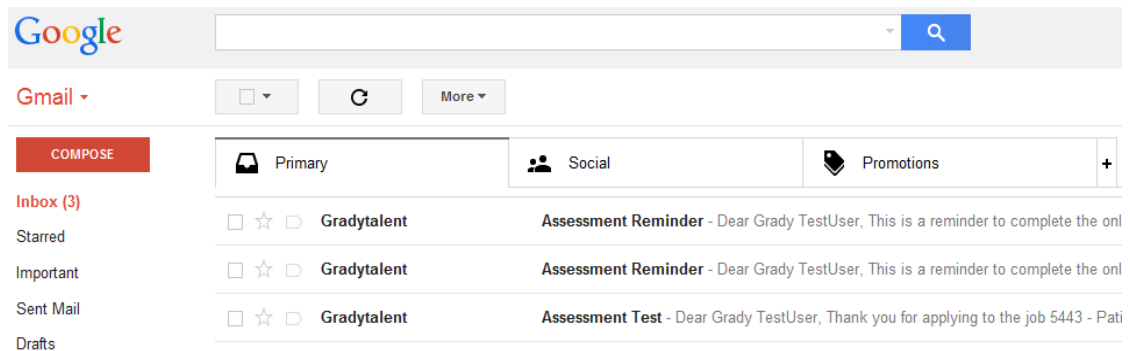 Google
Gmail
More
COMPOSE
Primary
Social
Promotions
+
Inbox (3)
Starred
Important
Sent Mail
Drafts
Gradytalent Assessment Reminder - Dear Grady TestUser, This is a reminder to complete the onl
Gradytalent Assessment Reminder - Dear Grady TestUser, This is a reminder to complete the onl
Gradytalent Assessment Test - Dear Grady TestUser, Thank you for applying to the job 5443 - Pati